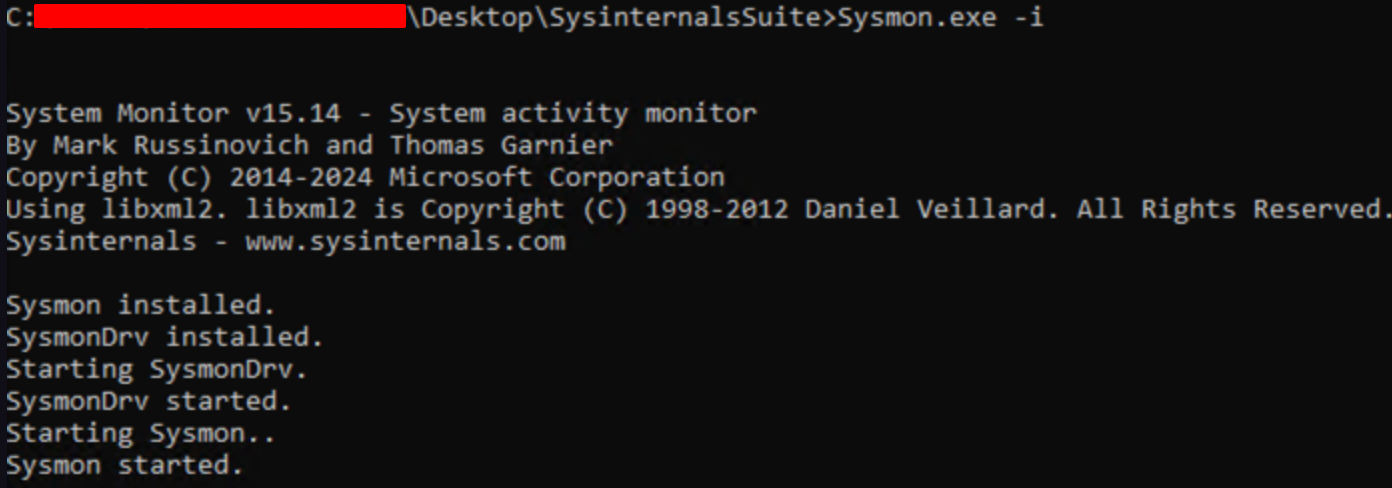 C:\Desktop\SysinternalsSuite>Sysmon.exe -i
System Monitor v15.14 - System activity monitor
By Mark Russinovich and Thomas Garnier
Copyright (C) 2014-2024 Microsoft Corporation
Using libxml2. libxml2 is Copyright (C) 1998-2012 Daniel Veillard. All Rights Reserved.
Sysinternals - www.sysinternals.com
Sysmon installed.
SysmonDrv installed.
Starting SysmonDrv.
SysmonDrv started.
Starting Sysmon..
Sysmon started.